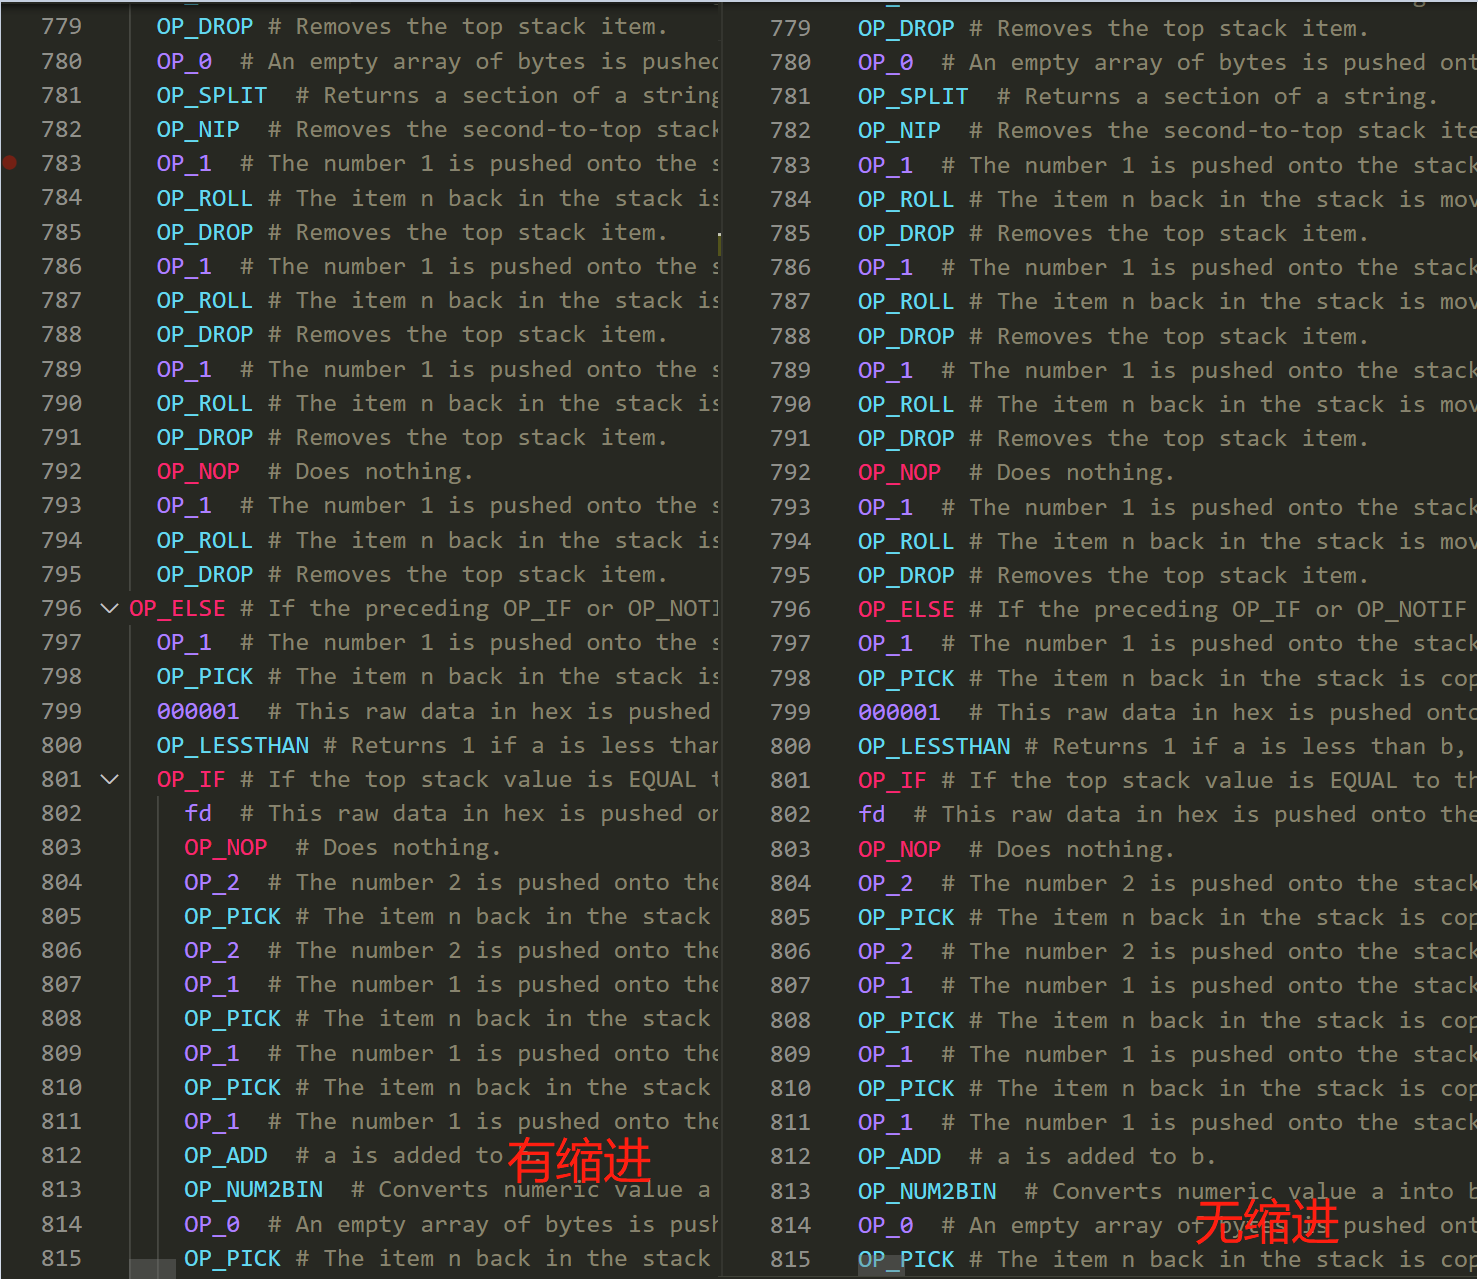 779 OP_DROP # Removes the top stack item.
780 OP_0 # An empty array of bytes is pushed
781 OP_SPLIT # Returns a section of a string
782 OP_NIP # Removes the second-to-top stack
783 OP_1 # The number 1 is pushed onto the s
784 OP_ROLL # The item n back in the stack is
785 OP_DROP # Removes the top stack item.
786 OP_1 # The number 1 is pushed onto the s
787 OP_ROLL # The item n back in the stack is
788 OP_DROP # Removes the top stack item.
789 OP_1 # The number 1 is pushed onto the s
790 OP_ROLL # The item n back in the stack is
791 OP_DROP # Removes the top stack item.
792 OP_NOP # Does nothing.
793 OP_1 # The number 1 is pushed onto the s
794 OP_ROLL # The item n back in the stack is
795 OP_DROP # Removes the top stack item.
796 OP_ELSE # If the preceding OP_IF or OP_NOTI
797 OP_1 # The number 1 is pushed onto the s
798 OP_PICK # The item n back in the stack is
799 000001 # This raw data in hex is pushed
800 OP_LESSTHAN # Returns 1 if a is less than
801 OP_IF # If the top stack value is EQUAL t
802 fd # This raw data in hex is pushed on
803 OP_NOP # Does nothing.
804 OP_2 # The number 2 is pushed onto the
805 OP_PICK # The item n back in the stack
806 OP_2 # The number 2 is pushed onto the
807 OP_1 # The number 1 is pushed onto the
808 OP_PICK # The item n back in the stack
809 OP_1 # The number 1 is pushed onto the
810 OP_PICK # The item n back in the stack
811 OP_1 # The number 1 is pushed onto the
812 OP_ADD # a is added to
有缩进
813 OP_NUM2BIN # Converts numeric value a
814 OP_0 # An empty array of bytes is push
815 OP_PICK # The item n back in the stack
779 OP_DROP # Removes the top stack item.
780 OP_0 # An empty array of bytes is pushed ont
781 OP_SPLIT # Returns a section of a string.
782 OP_NIP # Removes the second-to-top stack ite
783 OP_1 # The number 1 is pushed onto the stack
784 OP_ROLL # The item n back in the stack is mov
785 OP_DROP # Removes the top stack item.
786 OP_1 # The number 1 is pushed onto the stack
787 OP_ROLL # The item n back in the stack is mov
788 OP_DROP # Removes the top stack item.
789 OP_1 # The number 1 is pushed onto the stack
790 OP_ROLL # The item n back in the stack is mov
791 OP_DROP # Removes the top stack item.
792 OP_NOP # Does nothing.
793 OP_1 # The number 1 is pushed onto the stack
794 OP_ROLL # The item n back in the stack is mov
795 OP_DROP # Removes the top stack item.
796 OP_ELSE # If the preceding OP_IF or OP_NOTIF
797 OP_1 # The number 1 is pushed onto the stack
798 OP_PICK # The item n back in the stack is cop
799 000001 # This raw data in hex is pushed onto
800 OP_LESSTHAN # Returns 1 if a is less than b,
801 OP_IF # If the top stack value is EQUAL to th
802 fd # This raw data in hex is pushed onto the
803 OP_NOP # Does nothing.
804 OP_2 # The number 2 is pushed onto the stack
805 OP_PICK # The item n back in the stack is cop
806 OP_2 # The number 2 is pushed onto the stack
807 OP_1 # The number 1 is pushed onto the stack
808 OP_PICK # The item n back in the stack is cop
809 OP_1 # The number 1 is pushed onto the stack
810 OP_PICK # The item n back in the stack is cop
811 OP_1 # The number 1 is pushed onto the stack
812 OP_ADD # a is added to b.
813 OP_NUM2BIN # Converts numeric value a into b
814 OP_0 # An empty array of bytes is pushed ont
无缩进
815 OP_PICK # The item n back in the stack is cop